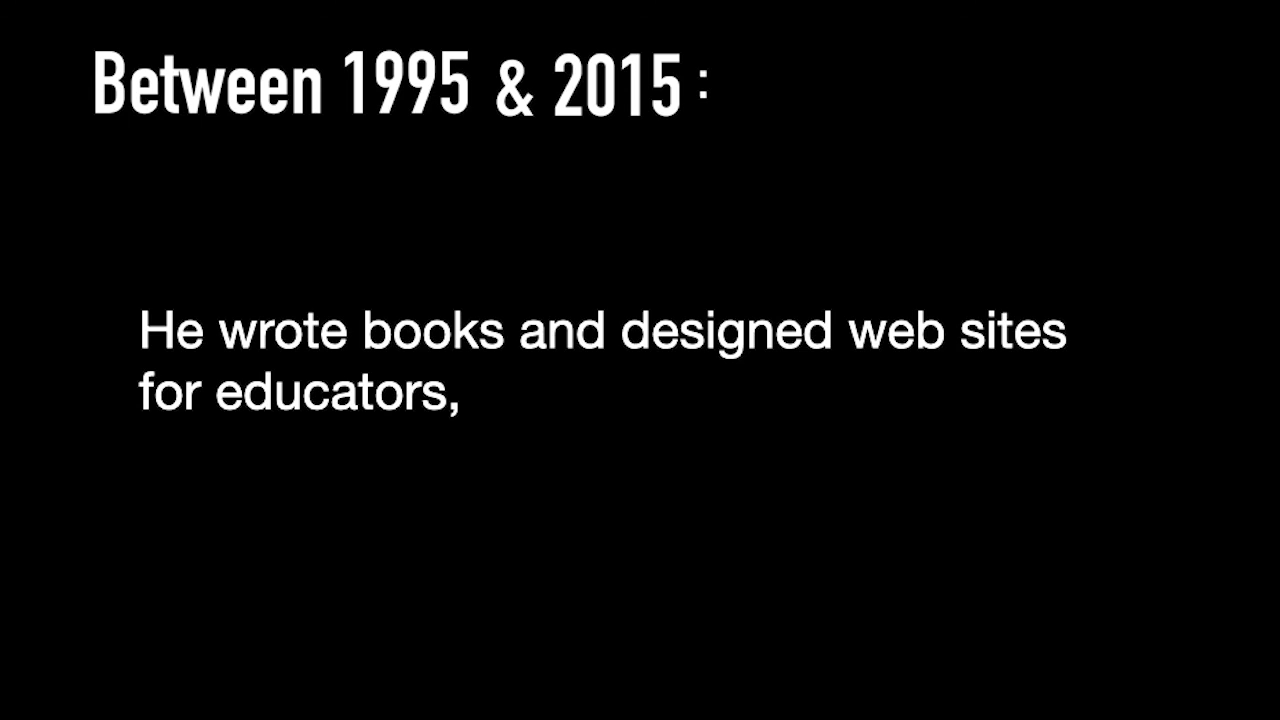 Between 1995 & 2015 :
He wrote books and designed web sites
for educators,